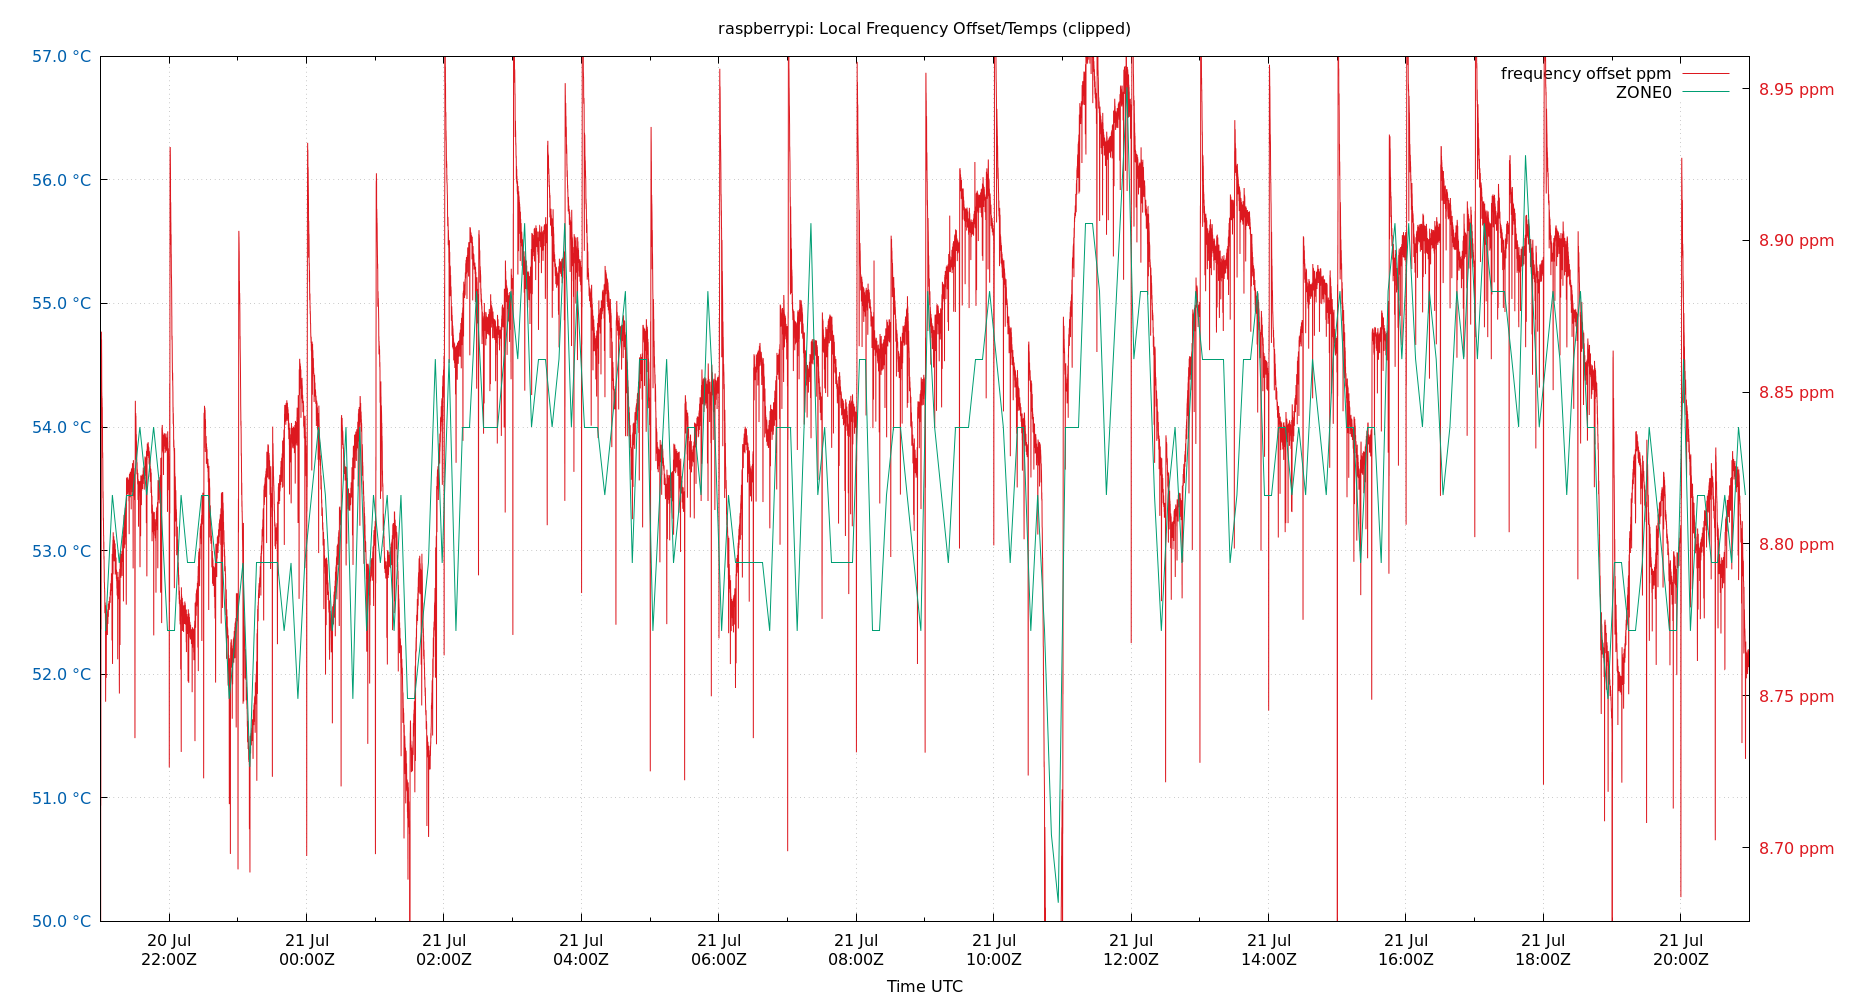 raspberrypi: Local Frequency Offset/Temps (clipped)
57.0 °C
56.0 °C
55.0 °C
54.0 °C
53.0 °C
52.0 °C
51.0 °C
50.0 °C
frequency offset ppm
ZONE0
8.95 ppm
8.90 ppm
8.85 ppm
8.80 ppm
8.75 ppm
8.70 ppm
20 Jul 21 Jul 21 Jul 21 Jul 21 Jul 21 Jul 21 Jul 21 Jul 21 Jul 21 Jul 21 Jul 21 Jul
22:00Z 00:00Z 02:00Z 04:00Z 06:00Z 08:00Z 10:00Z 12:00Z 14:00Z 16:00Z 18:00Z 20:00Z
Time UTC